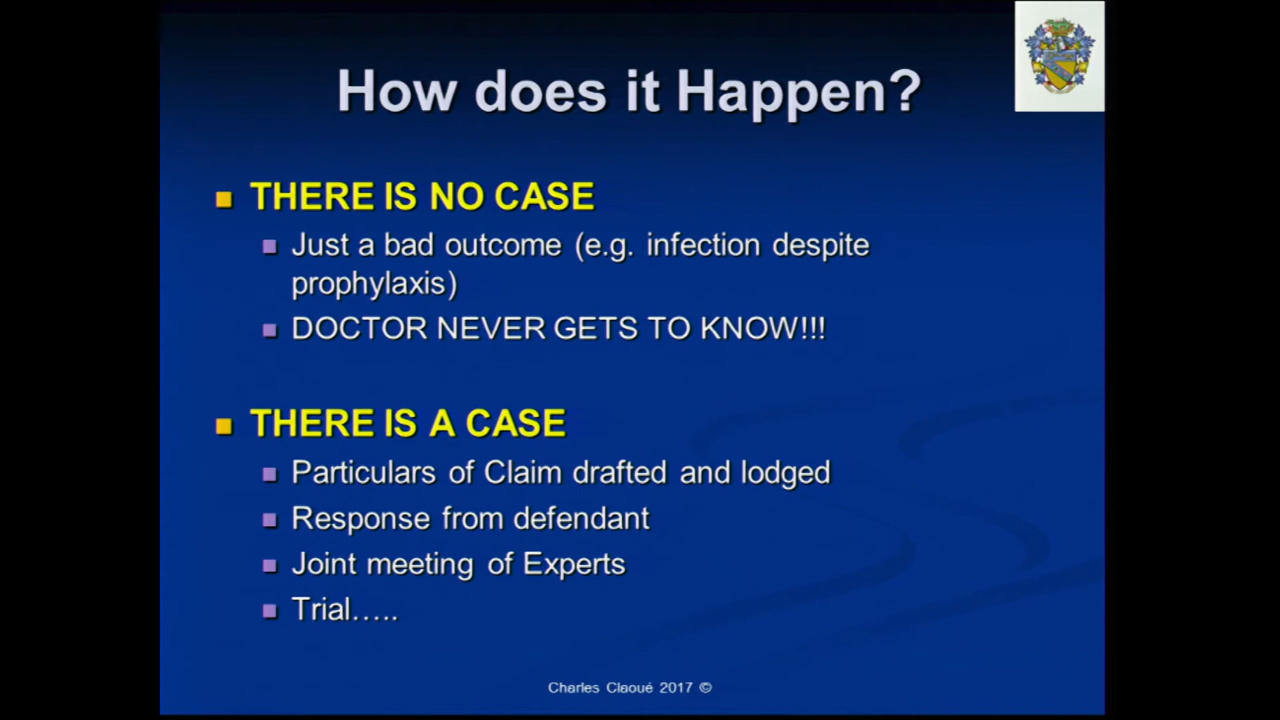 How does it Happen?
THERE IS NO CASE
Just a bad outcome (e.g. infection despite
prophylaxis)
DOCTOR NEVER GETS TO KNOW!!!
THERE IS A CASE
Particulars of Claim drafted and lodged
Response from defendant
Joint meeting of Experts
Trial…..
Charles Claoué 2017 ©